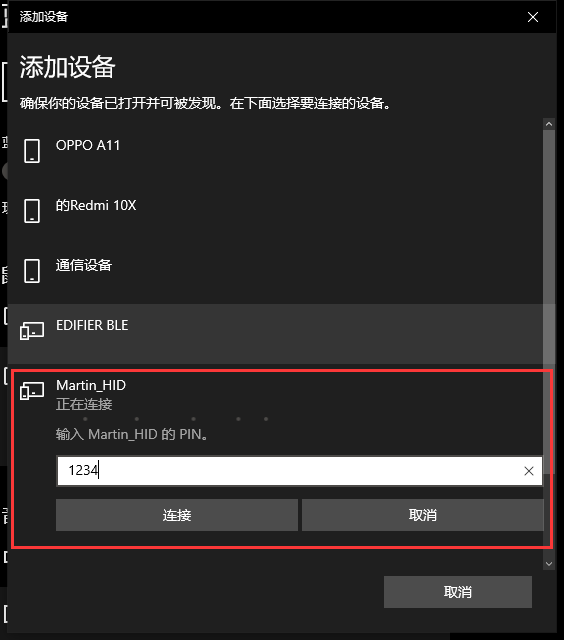 添加设备
添加设备
确保你的设备已打开并可被发现。在下面选择要连接的设备。
OPPO A11
的Redmi 10X
通信设备
EDIFIER BLE
Martin_HID
正在连接
输入 Martin_HID 的 PIN。
1234
连接
取消
取消